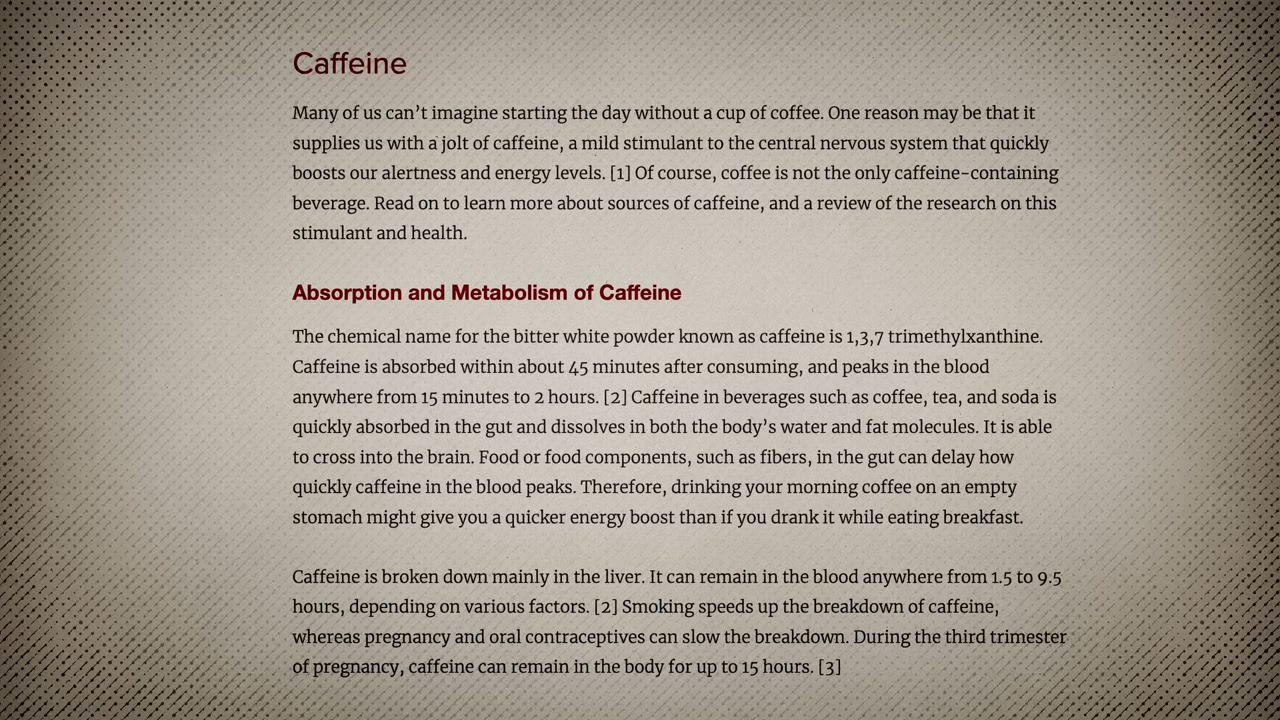 Caffeine
Many of us can’t imagine starting the day without a cup of coffee. One reason may be that it
supplies us with a jolt of caffeine, a mild stimulant to the central nervous system that quickly
boosts our alertness and energy levels. [1] Of course, coffee is not the only caffeine-containing
beverage. Read on to learn more about sources of caffeine, and a review of the research on this
stimulant and health.
Absorption and Metabolism of Caffeine
The chemical name for the bitter white powder known as caffeine is 1,3,7 trimethylxanthine.
Caffeine is absorbed within about 45 minutes after consuming, and peaks in the blood
anywhere from 15 minutes to 2 hours. [2] Caffeine in beverages such as coffee, tea, and soda is
quickly absorbed in the gut and dissolves in both the body’s water and fat molecules. It is able
to cross into the brain. Food or food components, such as fibers, in the gut can delay how
quickly caffeine in the blood peaks. Therefore, drinking your morning coffee on an empty
stomach might give you a quicker energy boost than if you drank it while eating breakfast.
Caffeine is broken down mainly in the liver. It can remain in the blood anywhere from 1.5 to 9.5
hours, depending on various factors. [2] Smoking speeds up the breakdown of caffeine,
whereas pregnancy and oral contraceptives can slow the breakdown. During the third trimester
of pregnancy, caffeine can remain in the body for up to 15 hours. [3]